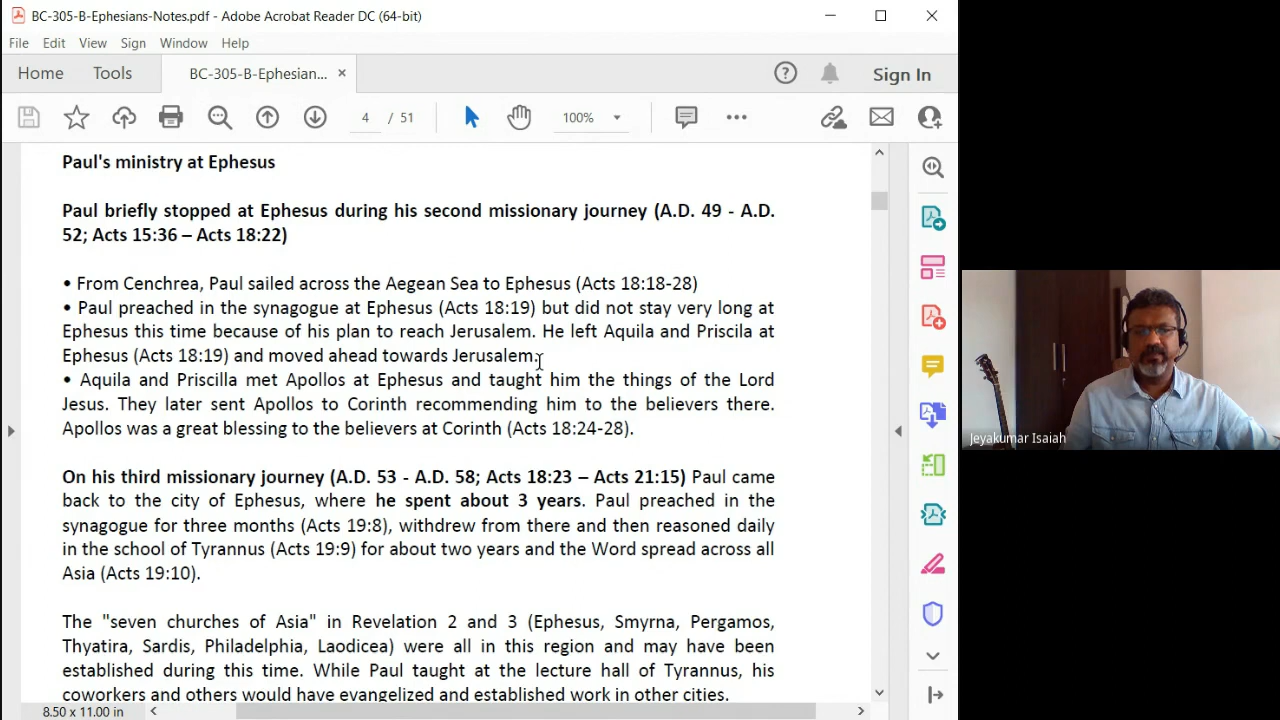 BC-305-B-Ephesians-Notes.pdf - Adobe Acrobat Reader DC (64-bit)
File Edit View Sign Window Help
Home Tools BC-305-B-Ephesian... × Sign In
4 / 51 100%
Paul's ministry at Ephesus
Paul briefly stopped at Ephesus during his second missionary journey (A.D. 49 - A.D.
52; Acts 15:36 – Acts 18:22)
• From Cenchrea, Paul sailed across the Aegean Sea to Ephesus (Acts 18:18-28)
• Paul preached in the synagogue at Ephesus (Acts 18:19) but did not stay very long at
Ephesus this time because of his plan to reach Jerusalem. He left Aquila and Priscila at
Ephesus (Acts 18:19) and moved ahead towards Jerusalem.
• Aquila and Priscilla met Apollos at Ephesus and taught him the things of the Lord
Jesus. They later sent Apollos to Corinth recommending him to the believers there.
Apollos was a great blessing to the believers at Corinth (Acts 18:24-28).
On his third missionary journey (A.D. 53 - A.D. 58; Acts 18:23 – Acts 21:15) Paul came
back to the city of Ephesus, where he spent about 3 years. Paul preached in the
synagogue for three months (Acts 19:8), withdrew from there and then reasoned daily
in the school of Tyrannus (Acts 19:9) for about two years and the Word spread across all
Asia (Acts 19:10).
The "seven churches of Asia" in Revelation 2 and 3 (Ephesus, Smyrna, Pergamos,
Thyatira, Sardis, Philadelphia, Laodicea) were all in this region and may have been
established during this time. While Paul taught at the lecture hall of Tyrannus, his
coworkers and others would have evangelized and established work in other cities.
8.50 x 11.00 in
Jeyakumar Isaiah